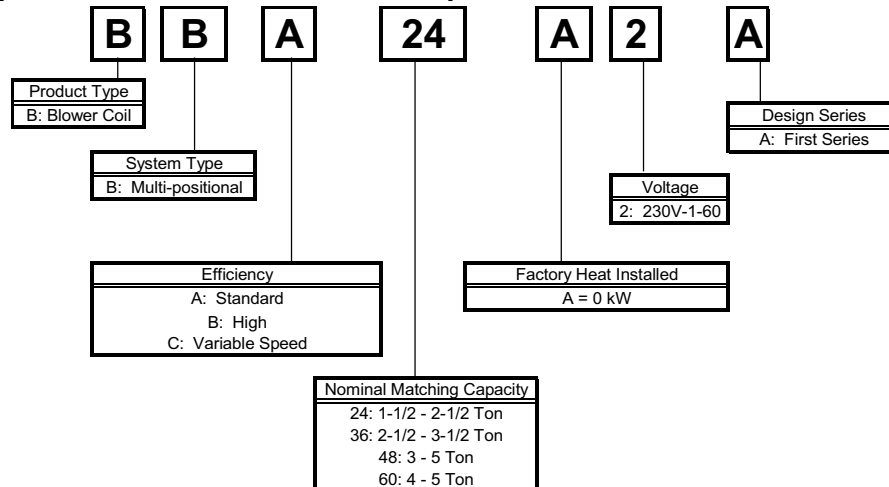 B B A 24 A 2 A
Product Type
B: Blower Coil
Design Series
A: First Series
System Type
B: Multi-positional
Voltage
2: 230V-1-60
Efficiency
A: Standard
B: High
C: Variable Speed
Factory Heat Installed
A = 0 kW
Nominal Matching Capacity
24: 1-1/2 - 2-1/2 Ton
36: 2-1/2 - 3-1/2 Ton
48: 3 - 5 Ton
60: 4 - 5 Ton